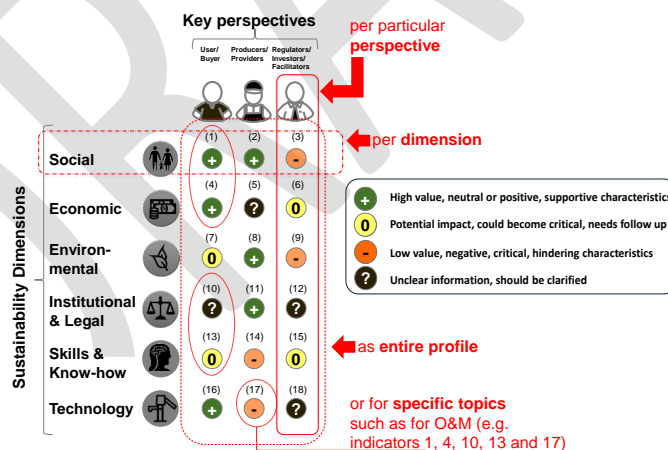 Key perspectives
User/
Buyer
Producers/
Providers
Regulators/
Investors/
Facilitators
per particular
perspective
per dimension
Sustainability Dimensions
Social
(1) (2) (3)
+ + -
Economic
(4) (5) (6)
+ ? 0
Environ-
mental
(7) (8) (9)
0 + -
Institutional
& Legal
(10) (11) (12)
? + ?
Skills &
Know-how
(13) (14) (15)
0 - 0
Technology
(16) (17) (18)
+ - ?
+ High value, neutral or positive, supportive characteristics
0 Potential impact, could become critical, needs follow up
- Low value, negative, critical, hindering characteristics
? Unclear information, should be clarified
as entire profile
or for specific topics
such as for O&M (e.g.
indicators 1, 4, 10, 13 and 17)